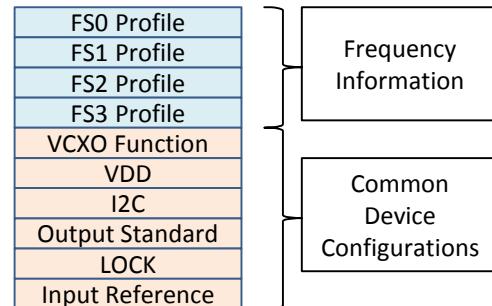 FS0 Profile
FS1 Profile
FS2 Profile
FS3 Profile
VCXO Function
VDD
I2C
Output Standard
LOCK
Input Reference
Frequency
Information
Common
Device
Configurations